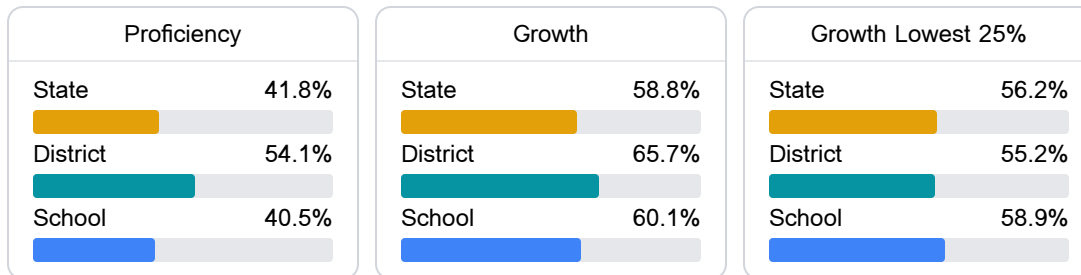 Proficiency
State 41.8%
District 54.1%
School 40.5%
Growth
State 58.8%
District 65.7%
School 60.1%
Growth Lowest 25%
State 56.2%
District 55.2%
School 58.9%